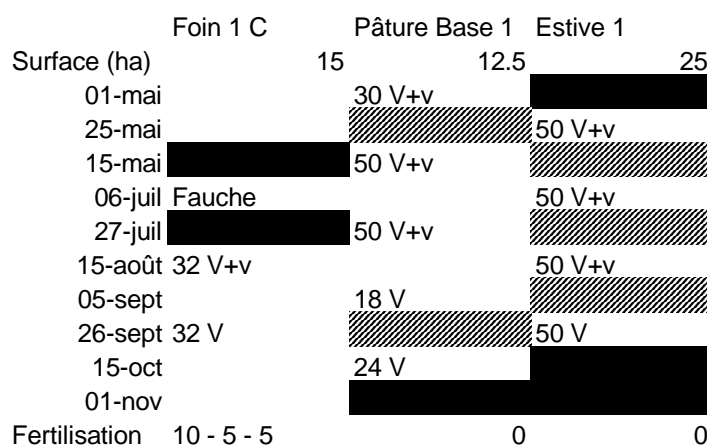 Foin 1 C Pâture Base 1 Estive 1
Surface (ha) 15 12.5 25
01-mai 30 V+v
25-mai 50 V+v
15-mai 50 V+v
06-juil Fauche 50 V+v
27-juil 50 V+v
15-août 32 V+v 50 V+v
05-sept 18 V
26-sept 32 V 50 V
15-oct 24 V
01-nov
Fertilisation 10 - 5 - 5 0 0